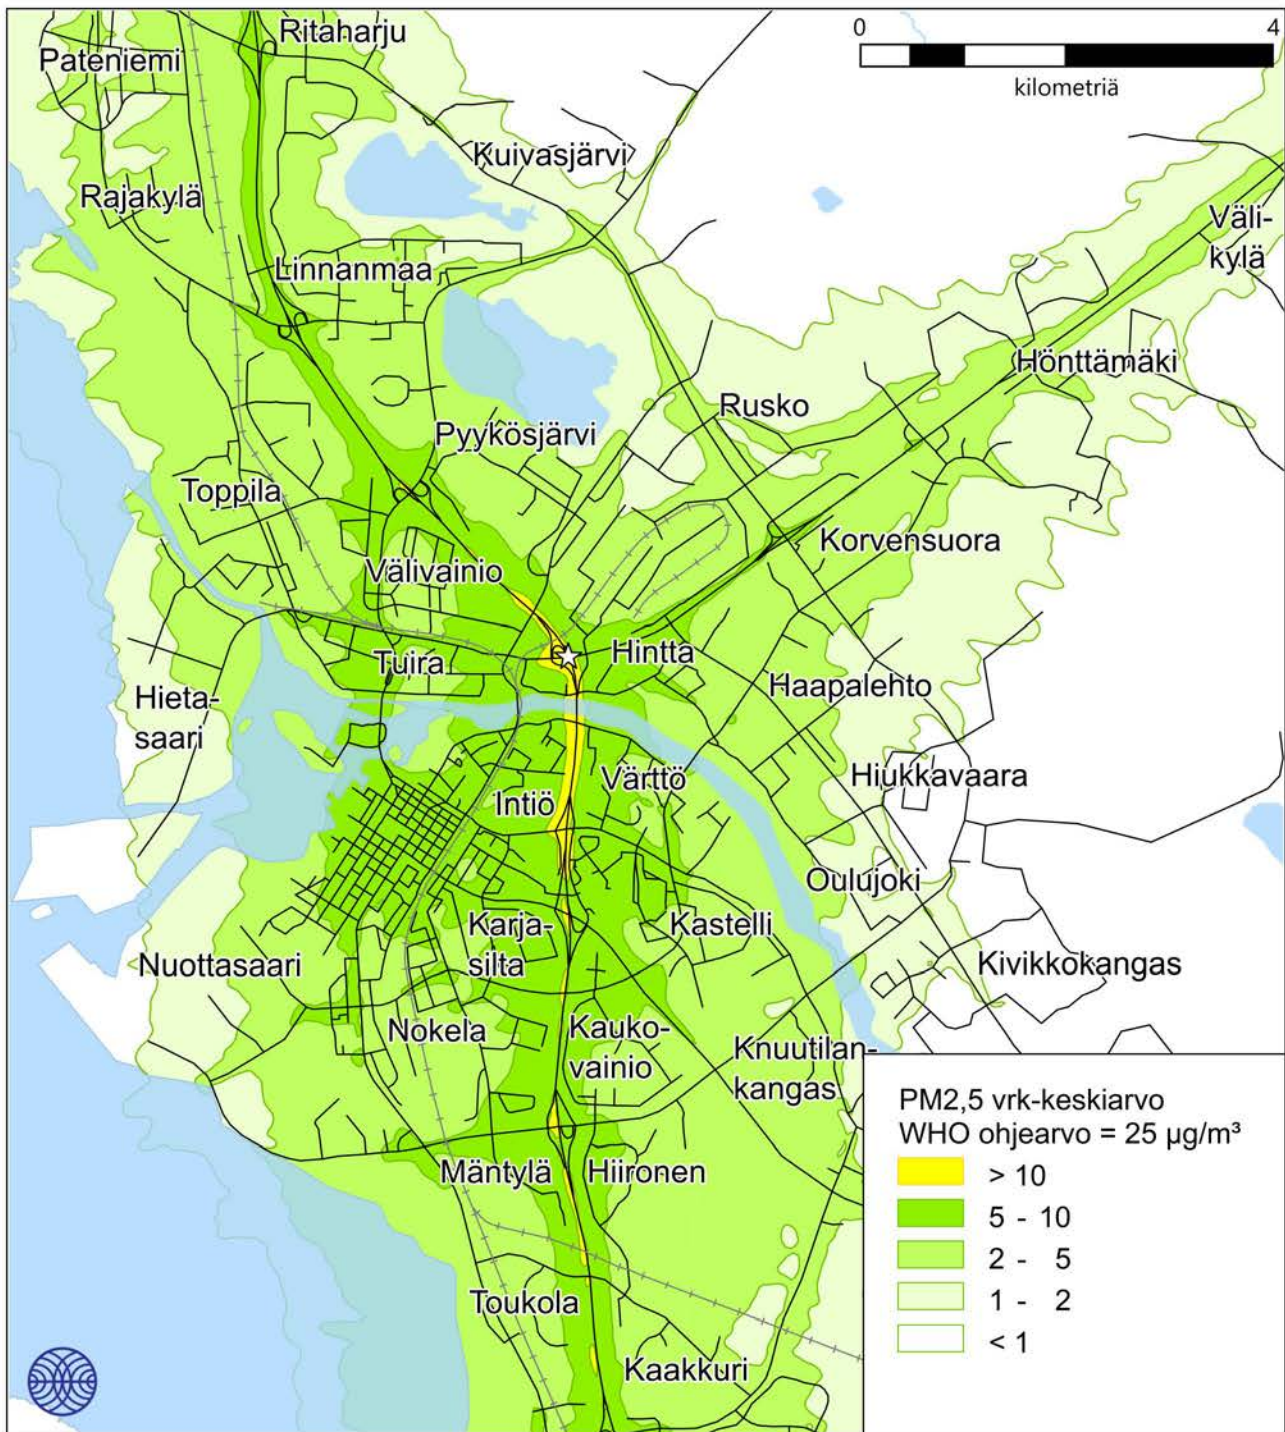 Ritaharju
0 4
Pateniemi
kilometriä
Kuivasjärvi
Rajakylä
Väli-
kylä
Linnanmaa
Hönttämäki
Rusko
Pyykösjärvi
Toppila
Korvensuora
Välivainio
Hintta
Tuira
Haapalehto
Hieta-
saari
Hiukkavaara
Värttö
Intiö
Oulujoki
Karja-
silta
Kastelli
Nuottasaari
Kivikkokangas
Nokela
Kauko-
vainio
Knuutilan-
kangas
Mäntylä
Hiironen
Toukola
Kaakkuri
PM2,5 vrk-keskiarvo
WHO ohjearvo = 25 µg/m³
> 10
5 - 10
2 - 5
1 - 2
< 1